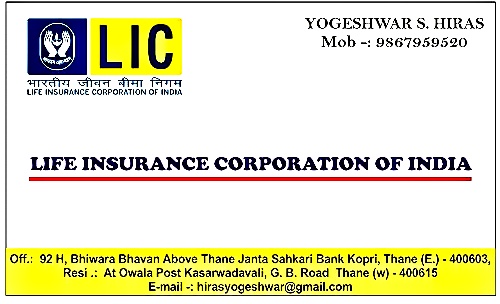 YOGESHWAR S. HIRAS
Mob -: 9867959520
LIC
भारतीय जीवन बीमा निगम
LIFE INSURANCE CORPORATION OF INDIA
LIFE INSURANCE CORPORATION OF INDIA
Off.: 92 H, Bhiwara Bhavan Above Thane Janta Sahkari Bank Kopri, Thane (E.) - 400603,
Resi .: At Owala Post Kasarwadavali, G. B. Road Thane (w) - 400615
E-mail -: hirasyogeshwar@gmail.com